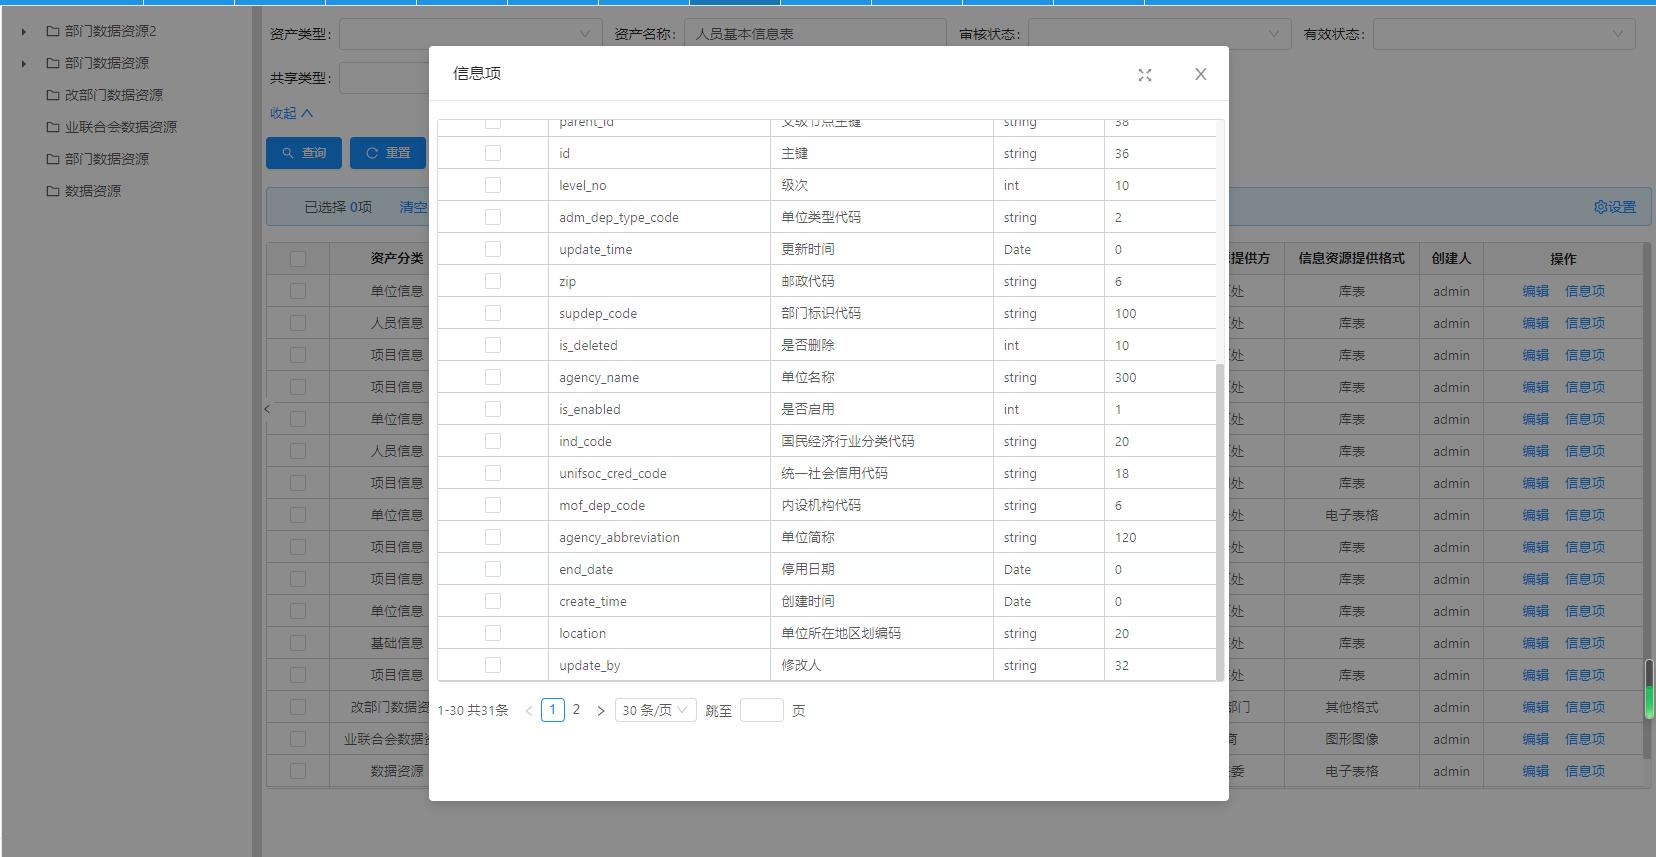 部门数据资源2
部门数据资源
改部门数据资源
业联合会数据资源
部门数据资源
数据资源
资产类型: 资产名称: 人员基本信息表 审核状态: 有效状态:
共享类型:
收起
查询 重置
已选择 0项 清空 设置
信息项
parent_id 父级节点主键 string 38
id 主键 string 36
level_no 级次 int 10
adm_dep_type_code 单位类型代码 string 2
update_time 更新时间 Date 0
zip 邮政代码 string 6
supdep_code 部门标识代码 string 100
is_deleted 是否删除 int 10
agency_name 单位名称 string 300
is_enabled 是否启用 int 1
ind_code 国民经济行业分类代码 string 20
unifsoc_cred_code 统一社会信用代码 string 18
mof_dep_code 内设机构代码 string 6
agency_abbreviation 单位简称 string 120
end_date 停用日期 Date 0
create_time 创建时间 Date 0
location 单位所在地区划编码 string 20
update_by 修改人 string 32
1-30 共31条 1 2 30 条/页 跳至 页
资产分类 提供方 信息资源提供格式 创建人 操作
单位信息 处 库表 admin 编辑 信息项
人员信息 处 库表 admin 编辑 信息项
项目信息 处 库表 admin 编辑 信息项
项目信息 处 库表 admin 编辑 信息项
单位信息 处 库表 admin 编辑 信息项
人员信息 处 库表 admin 编辑 信息项
项目信息 处 库表 admin 编辑 信息项
单位信息 处 电子表格 admin 编辑 信息项
项目信息 处 库表 admin 编辑 信息项
项目信息 处 库表 admin 编辑 信息项
单位信息 处 库表 admin 编辑 信息项
基础信息 处 库表 admin 编辑 信息项
项目信息 处 库表 admin 编辑 信息项
改部门数据资 部门 其他格式 admin 编辑 信息项
业联合会数据 图形图像 admin 编辑 信息项
数据资源 委 电子表格 admin 编辑 信息项